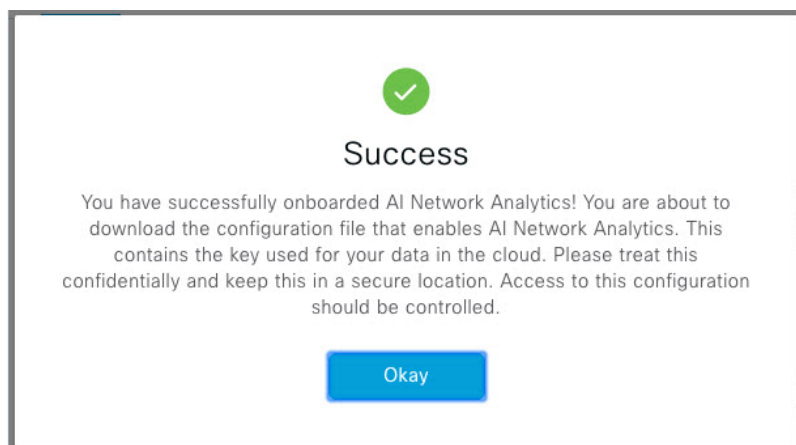 Success
You have successfully onboarded AI Network Analytics! You are about to
download the configuration file that enables AI Network Analytics. This
contains the key used for your data in the cloud. Please treat this
confidentially and keep this in a secure location. Access to this configuration
should be controlled.
Okay